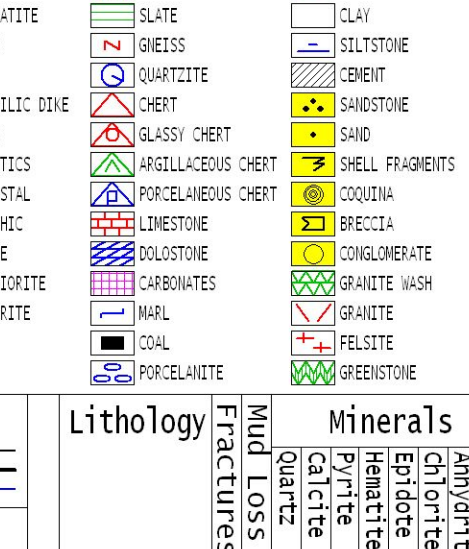 ATITE SLATE CLAY
GNEISS SILTSTONE
QUARTZITE CEMENT
ILIC DIKE CHERT SANDSTONE
GLASSY CHERT SAND
TICS ARGILLACEOUS CHERT SHELL FRAGMENTS
STAL PORCELANEOUS CHERT COQUINA
HIC LIMESTONE BRECCIA
E DOLOSTONE CONGLOMERATE
IORITE CARBONATES GRANITE WASH
RITE MARL GRANITE
COAL FELSITE
PORCELANITE GREENSTONE
Lithology
Fractures
Mud Loss
Minerals
Quartz
Calcite
Pyrite
Hematite
Epidote
Chlorite
Anhydrit